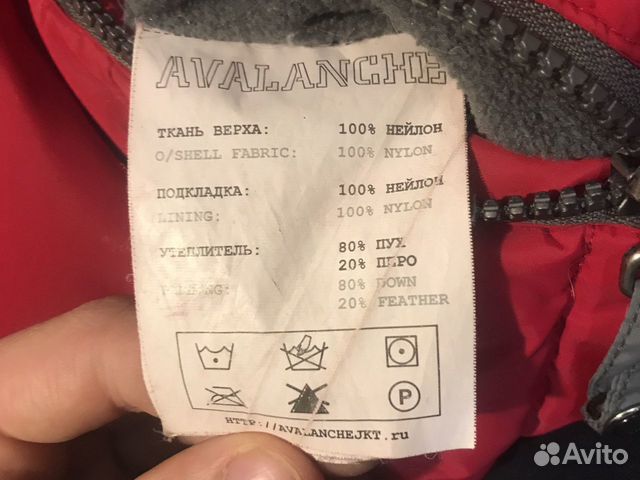 AVALANCHE
ТКАНЬ ВЕРХА: 100% НЕЙЛОН
O/SHELL FABRIC: 100% NYLON
ПОДКЛАДКА: 100% НЕЙЛОН
LINING: 100% NYLON
УТЕПЛИТЕЛЬ: 80% ПУХ
20% ПЕРО
80% DOWN
20% FEATHER
P
HTTP://AVALANCHEJKT.ru
Avito